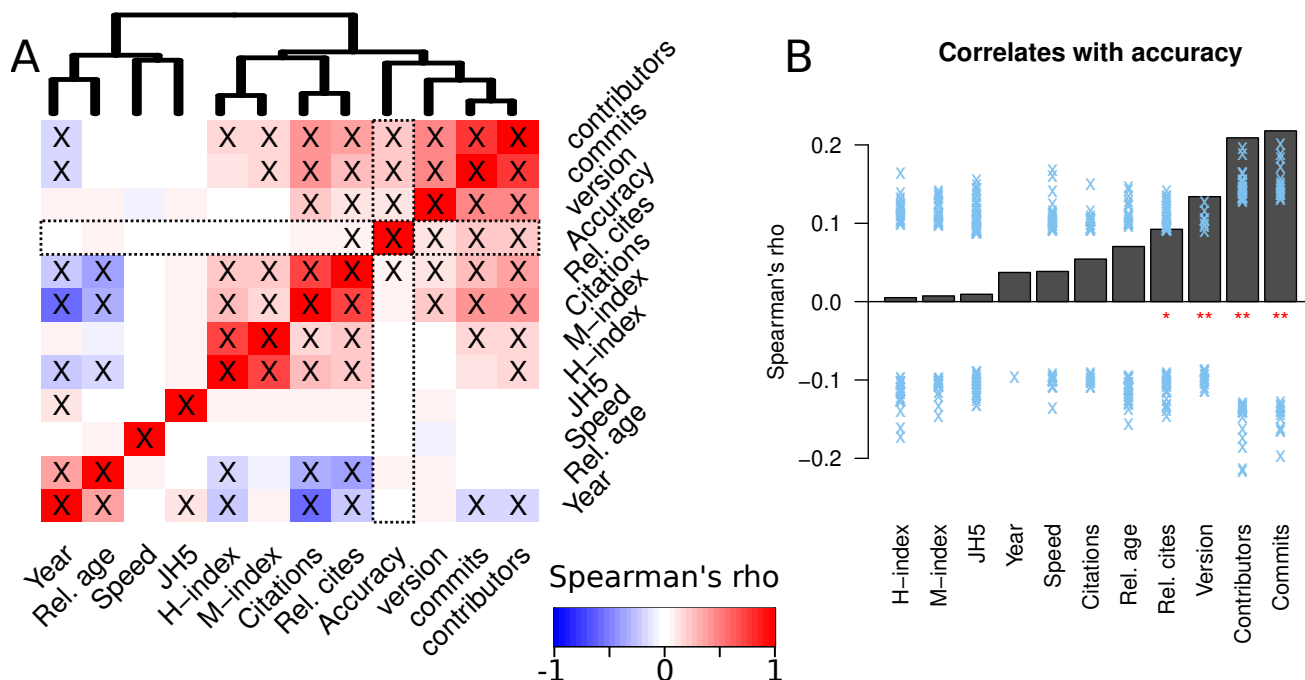 A
contributors
commits
version
Accuracy
Rel. cites
Citations
M−index
H−index
JH5
Speed
Rel. age
Year
X X X X X X X X X X
X X X X X X X X
X X X X X X
X X X X X
X X X X X X X X X X
X X X X X X X X X X
X X X X
X X X X X X X
X X
X
X X X X X
X X X X X X X X
Year
Rel. age
Speed
JH5
H−index
M−index
Citations
Rel. cites
Accuracy
version
commits
contributors
Spearman's rho
-1 0 1
B
Correlates with accuracy
Spearman's rho
0.2
0.1
0.0
−0.1
−0.2
* ** ** **
H−index
M−index
JH5
Year
Speed
Citations
Rel. age
Rel. cites
Version
Contributors
Commits